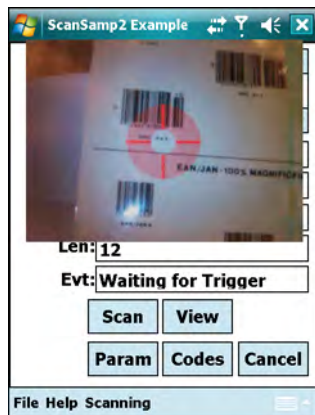 ScanSamp2 Example
EAN/JAN-100% MAGNIFICA
Len: 12
Evt: Waiting for Trigger
Scan View
Param Codes Cancel
File Help Scanning